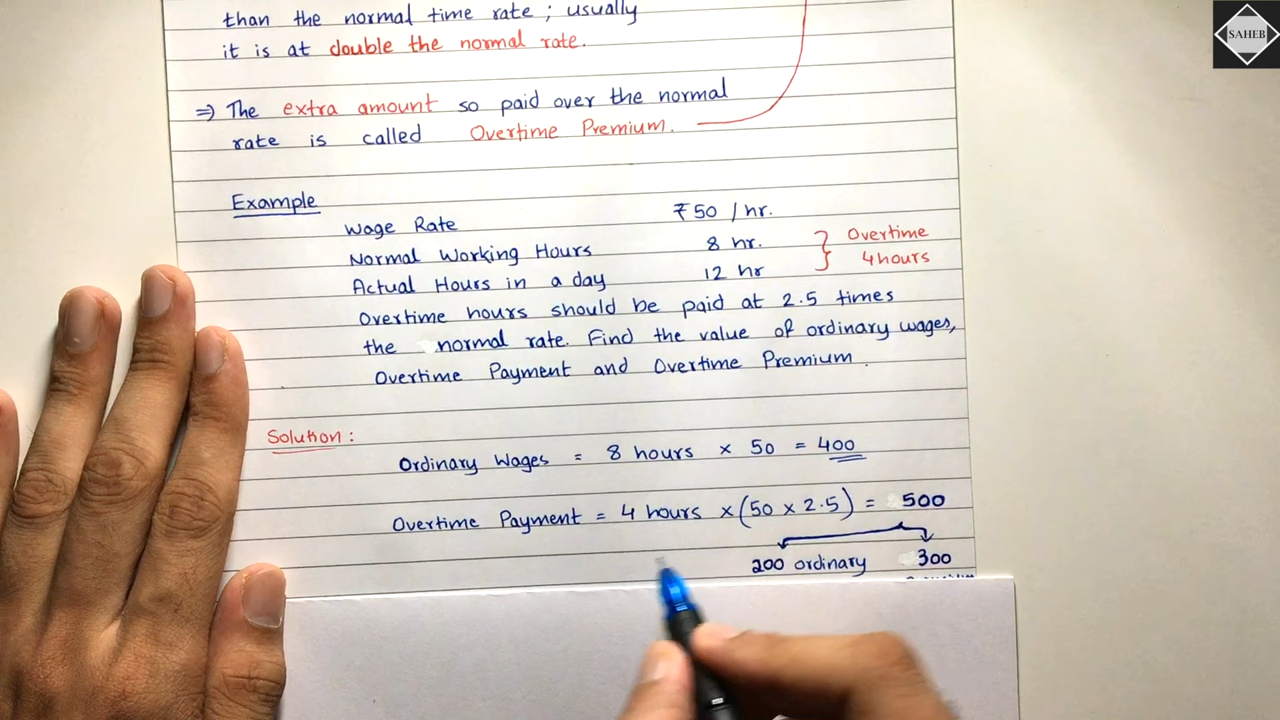 SAHEB
than the normal time rate ; usually
it is at double the normal rate.
⇒ The extra amount so paid over the normal
rate is called Overtime Premium.
Example
Wage Rate ₹50 / hr.
Normal Working Hours 8 hr.
Actual Hours in a day 12 hr
} Overtime
4 hours
Overtime hours should be paid at 2.5 times
the normal rate. Find the value of ordinary wages,
Overtime Payment and Overtime Premium.
Solution :
Ordinary Wages = 8 hours × 50 = 400
Overtime Payment = 4 hours × (50 × 2.5) = 500
200 ordinary 300